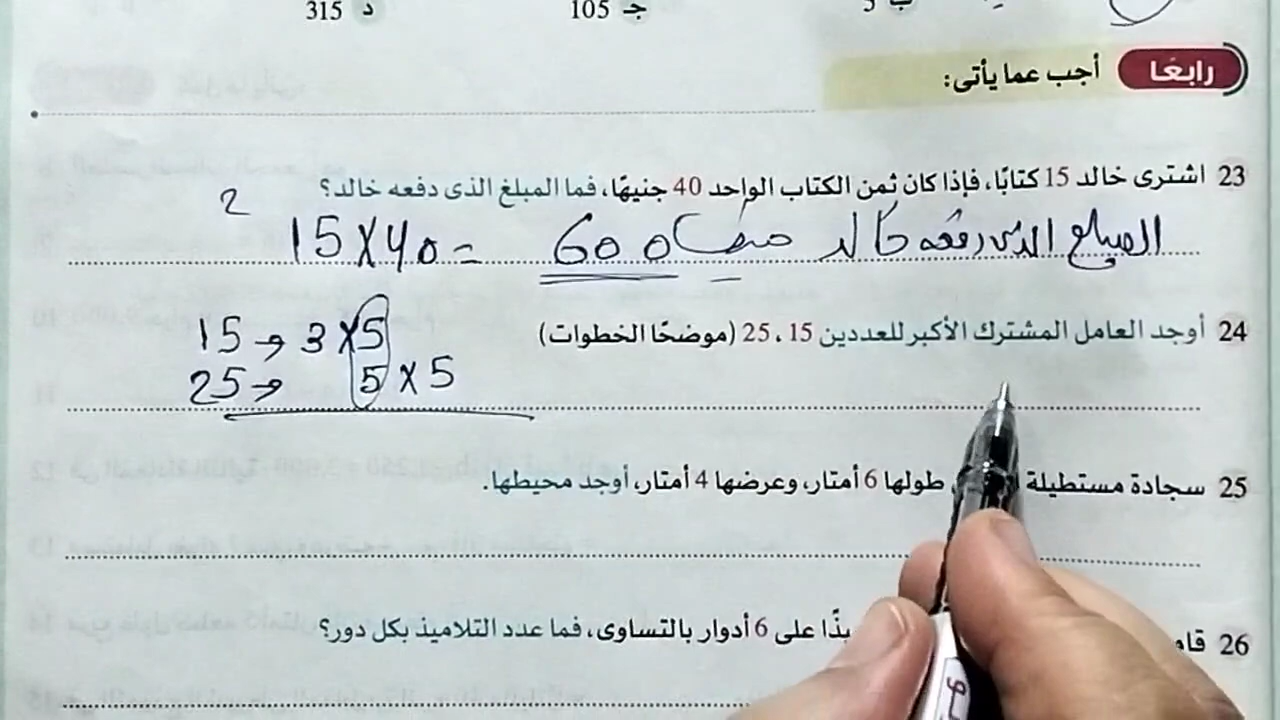 جـ 105 د 315
رابعًا أجب عما يأتى:
23 اشترى خالد 15 كتابًا، فإذا كان ثمن الكتاب الواحد 40 جنيهًا، فما المبلغ الذى دفعه خالد؟
المبلغ الذى دفعه خالد 15 X 40 = 600
24 أوجد العامل المشترك الأكبر للعددين 15، 25 (موضحًا الخطوات)
15 → 3 X 5
25 → 5 X 5
25 سجادة مستطيلة طولها 6 أمتار، وعرضها 4 أمتار، أوجد محيطها.
26 على 6 أدوار بالتساوى، فما عدد التلاميذ بكل دور؟